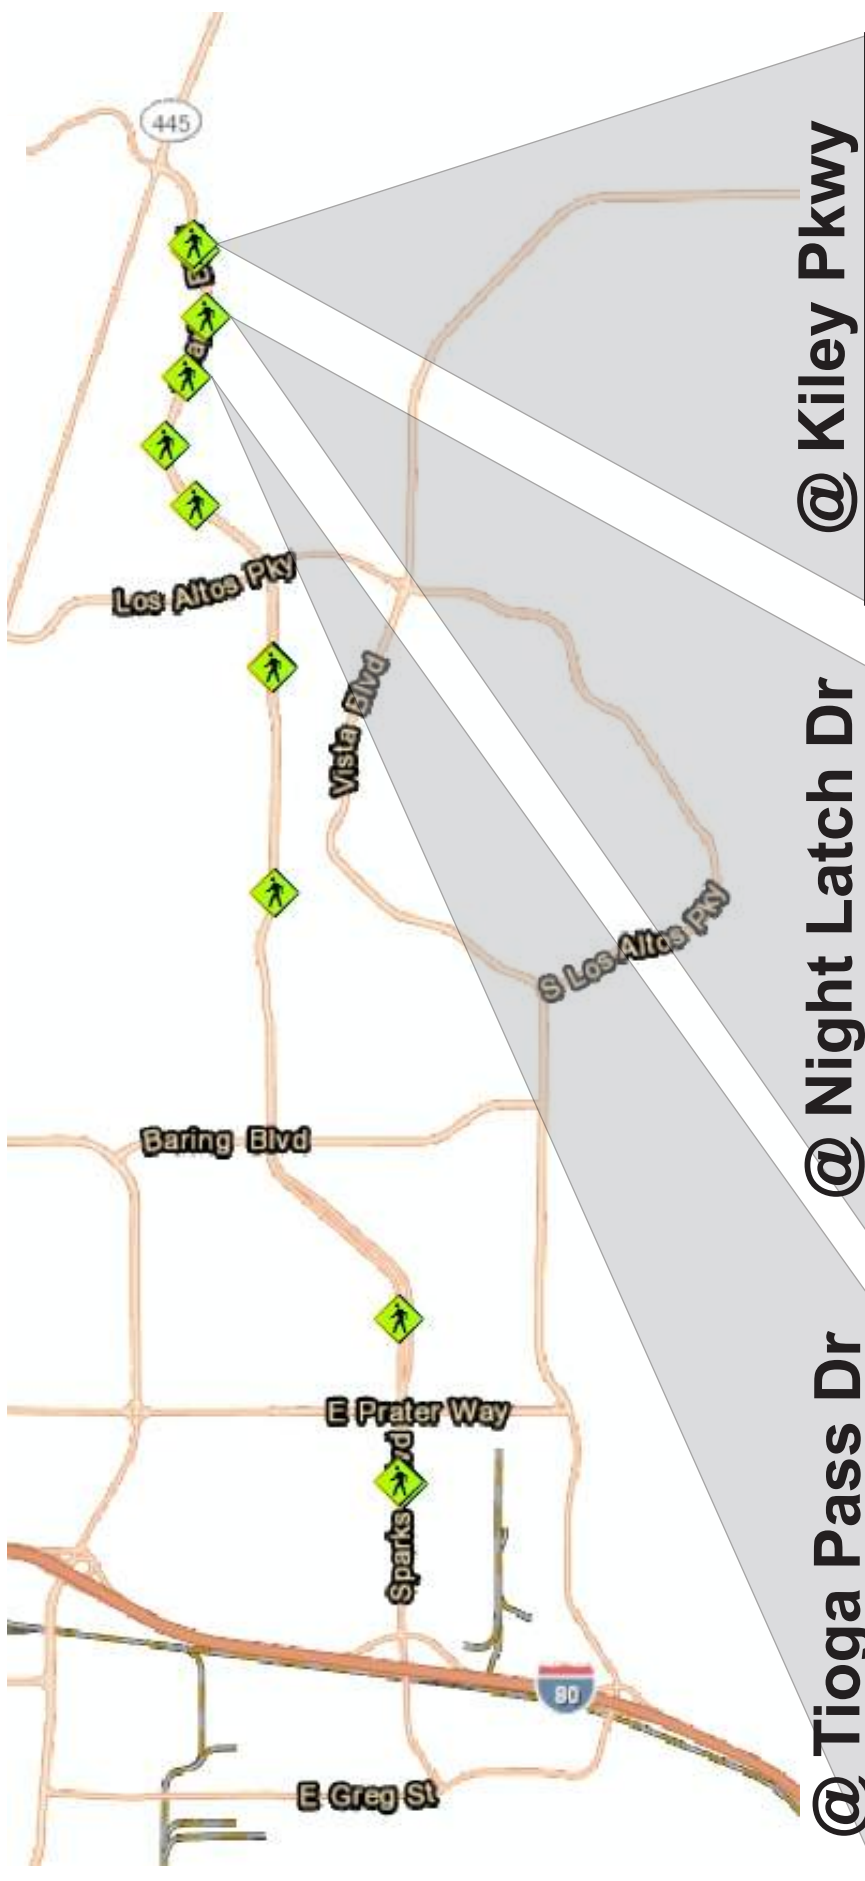 445
@ Kiley Pkwy
Los Altos Pky
Vista Blvd
@ Night Latch Dr
S Los Altos Pky
Baring Blvd
E Prater Way
Sparks
@ Tioga Pass Dr
80
E Greg St